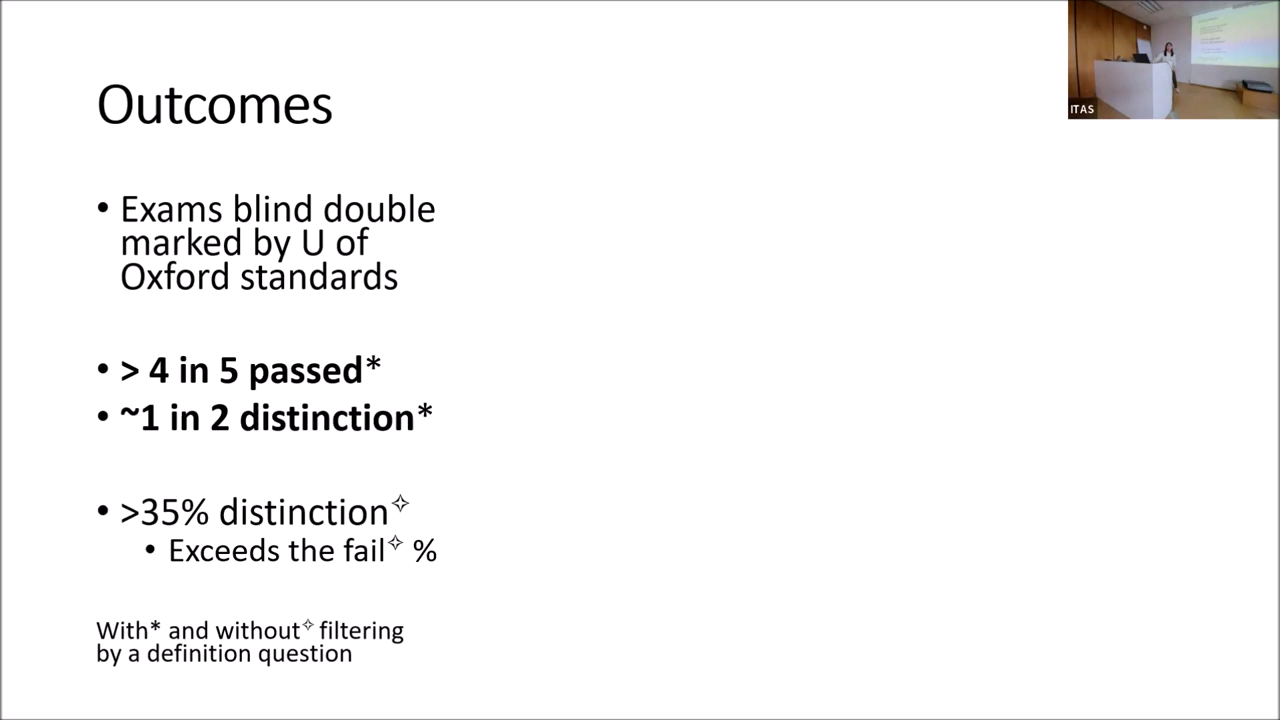 Outcomes
• Exams blind double
marked by U of
Oxford standards
• > 4 in 5 passed*
• ~1 in 2 distinction*
• >35% distinction✧
• Exceeds the fail✧ %
With* and without✧ filtering
by a definition question
ITAS